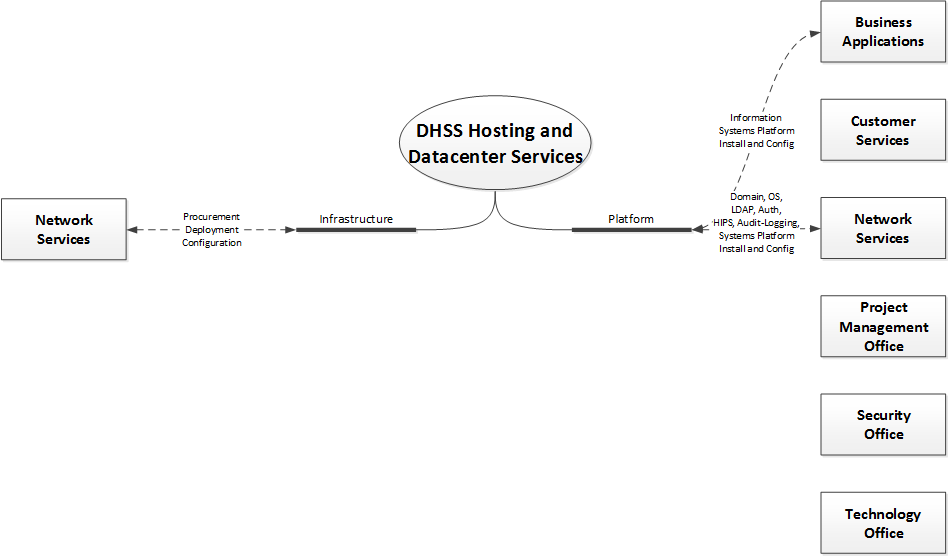 Business
Applications
Information
Systems Platform
Install and Config
Customer
Services
DHSS Hosting and
Datacenter Services
Network
Services
Procurement
Deployment
Configuration
Infrastructure
Platform
Domain, OS,
LDAP, Auth,
HIPS, Audit-Logging,
Systems Platform
Install and Config
Network
Services
Project
Management
Office
Security
Office
Technology
Office